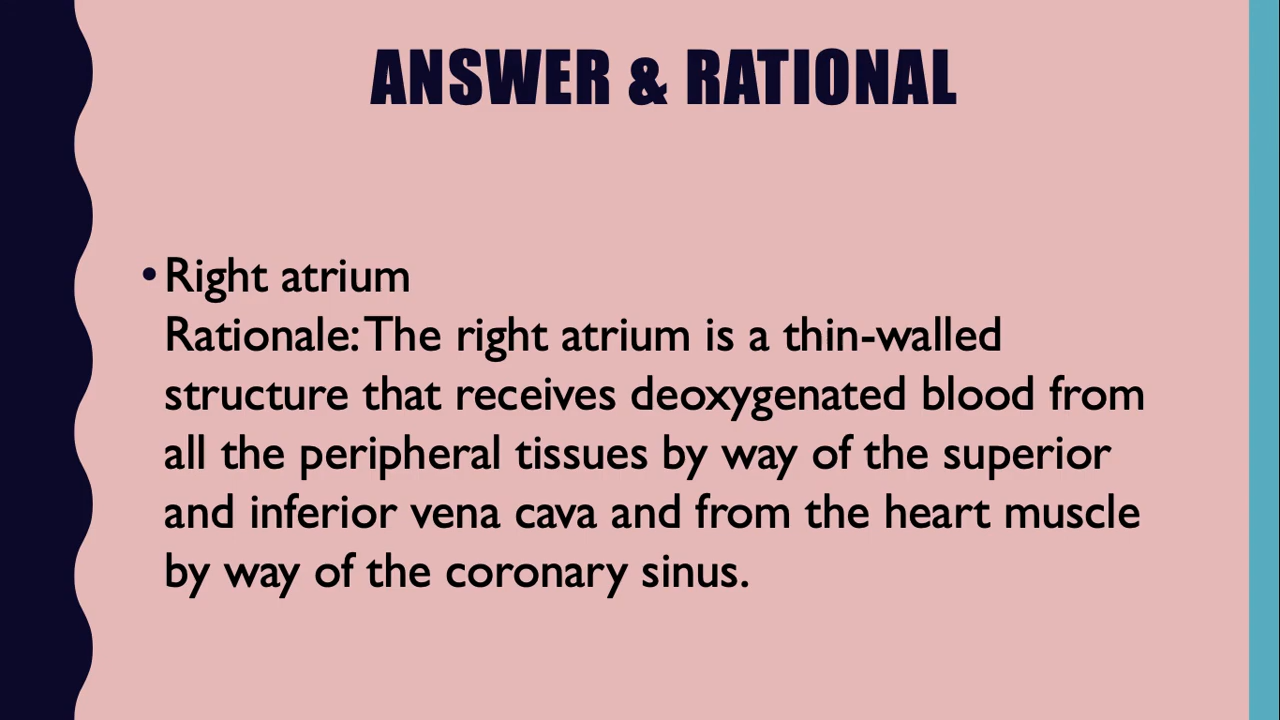 ANSWER & RATIONAL
• Right atrium
Rationale: The right atrium is a thin-walled
structure that receives deoxygenated blood from
all the peripheral tissues by way of the superior
and inferior vena cava and from the heart muscle
by way of the coronary sinus.